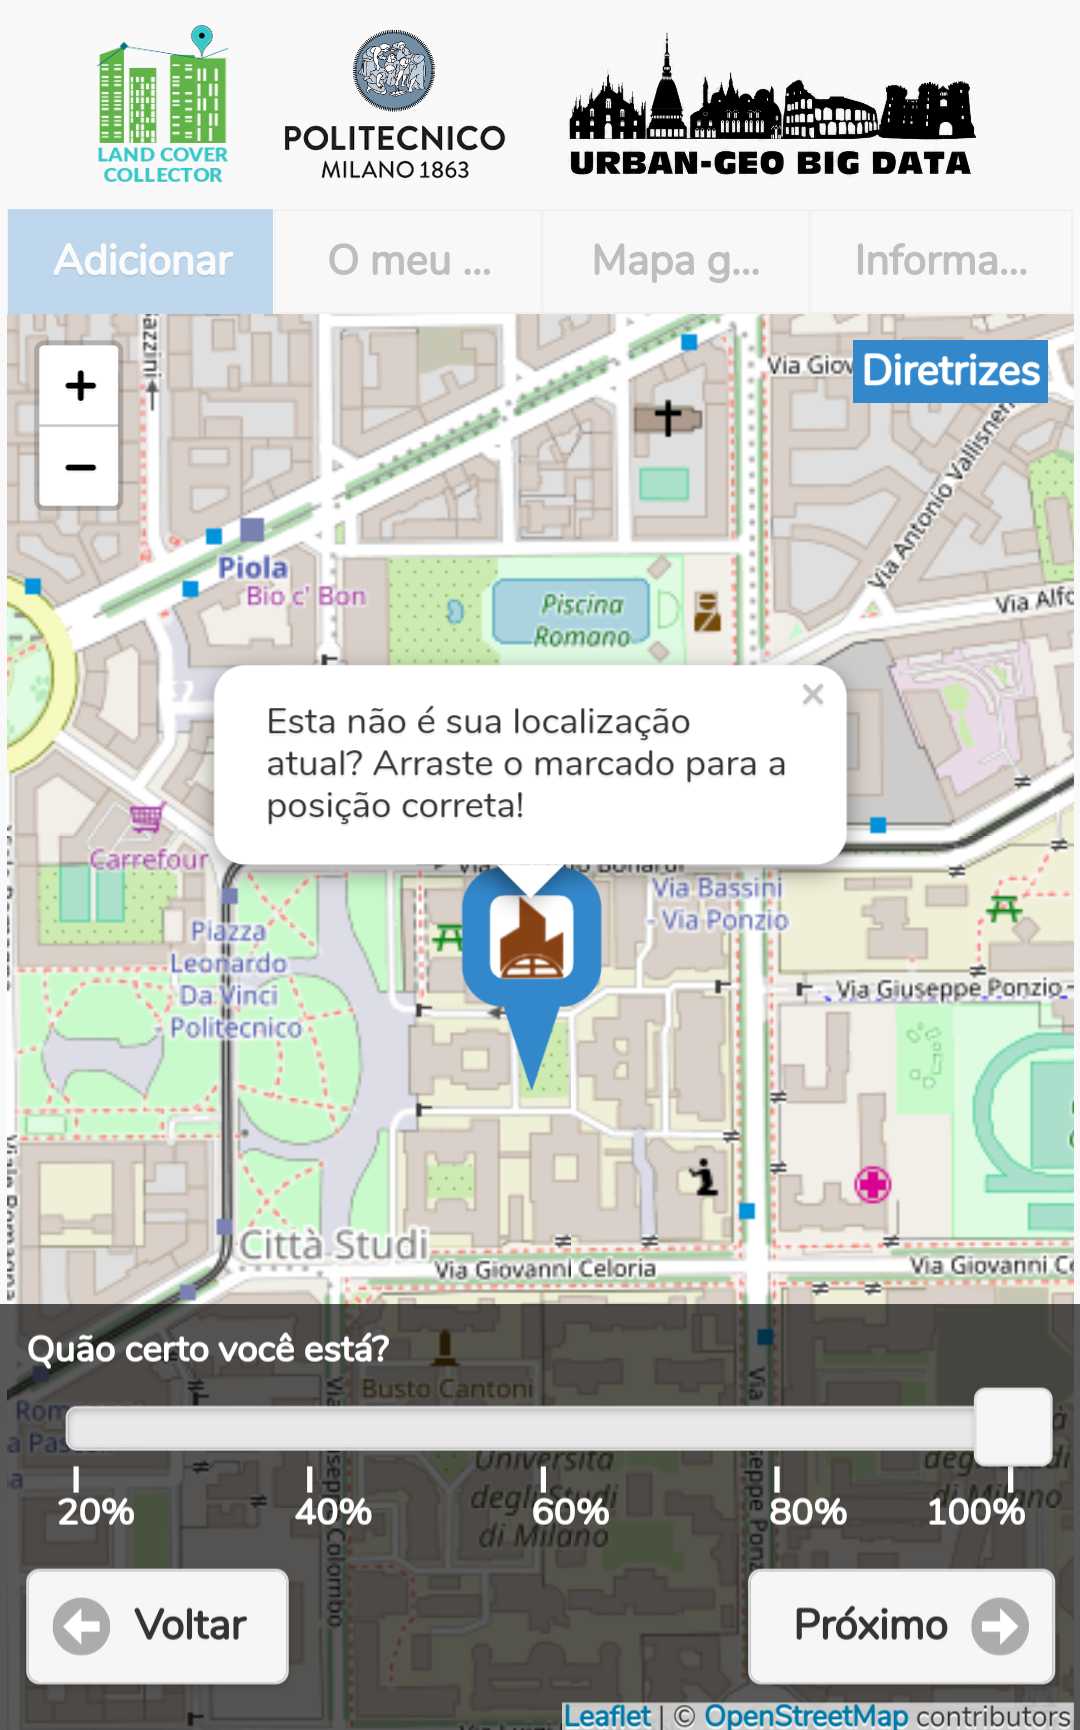 LAND COVER
COLLECTOR
POLITECNICO
MILANO 1863
URBAN-GEO BIG DATA
Adicionar
O meu ...
Mapa g...
Informa...
+
−
Diretrizes
Via Giov
Via Antonio Vallisneri
Via Alfo
Piola
Bio c' Bon
Piscina
Romano
Esta não é sua localização
atual? Arraste o marcado para a
posição correta!
×
Carrefour
Via Bassini
- Via Ponzio
Piazza
Leonardo
Da Vinci
- Politecnico
Via Giuseppe Ponzio
Città Studi
Via Giovanni Celoria
Via Giovanni Ce
Quão certo você está?
Busto Cantoni
Università
degli Studi
di Milano
20%
40%
60%
80%
100%
Voltar
Próximo
Leaflet | © OpenStreetMap contributors